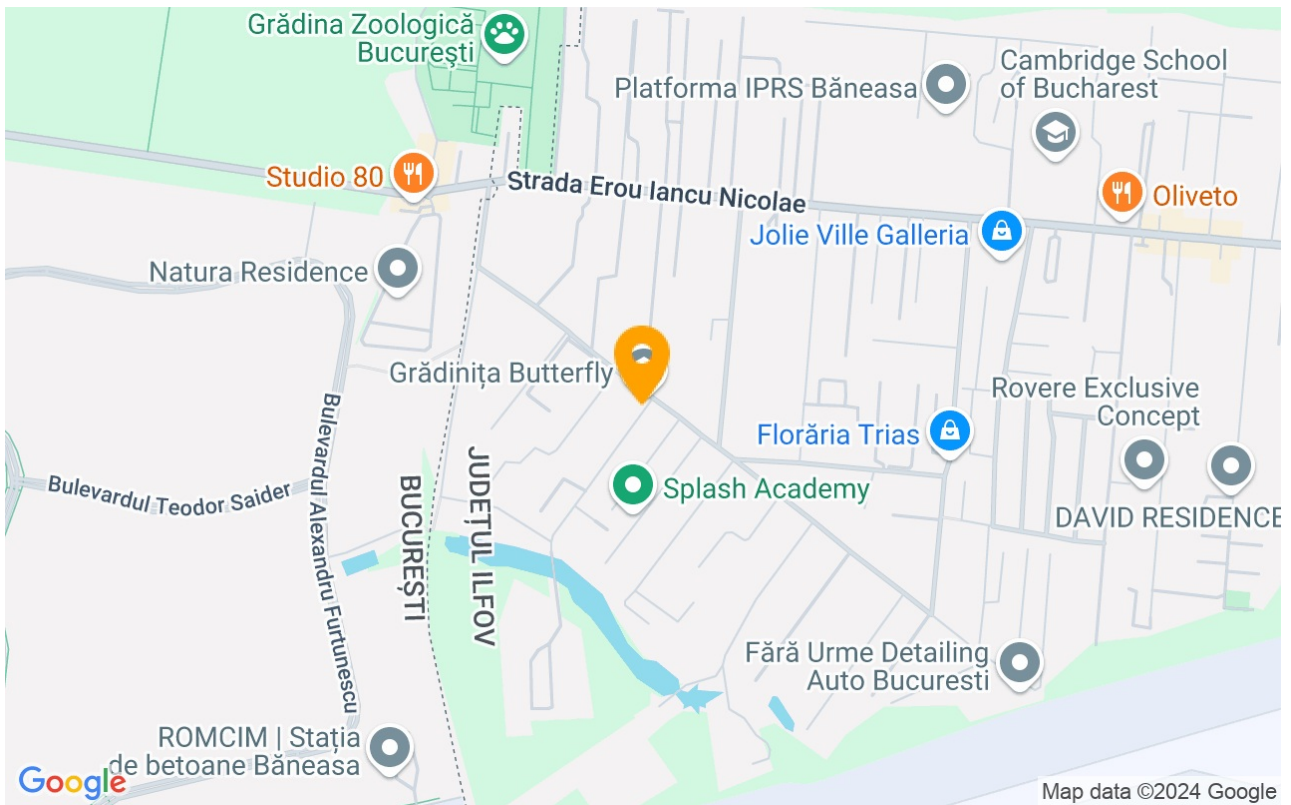 Grădina Zoologică
București
Platforma IPRS Băneasa
Cambridge School
of Bucharest
Studio 80
Strada Erou Iancu Nicolae
Oliveto
Jolie Ville Galleria
Natura Residence
Grădinița Butterfly
Rovere Exclusive
Concept
Florăria Trias
Bulevardul Teodor Saider
Bulevardul Alexandru Furtunescu
BUCUREȘTI
JUDEȚUL ILFOV
Splash Academy
DAVID RESIDENCE
Fără Urme Detailing
Auto Bucuresti
ROMCIM | Stația
de betoane Băneasa
Google
Map data ©2024 Google